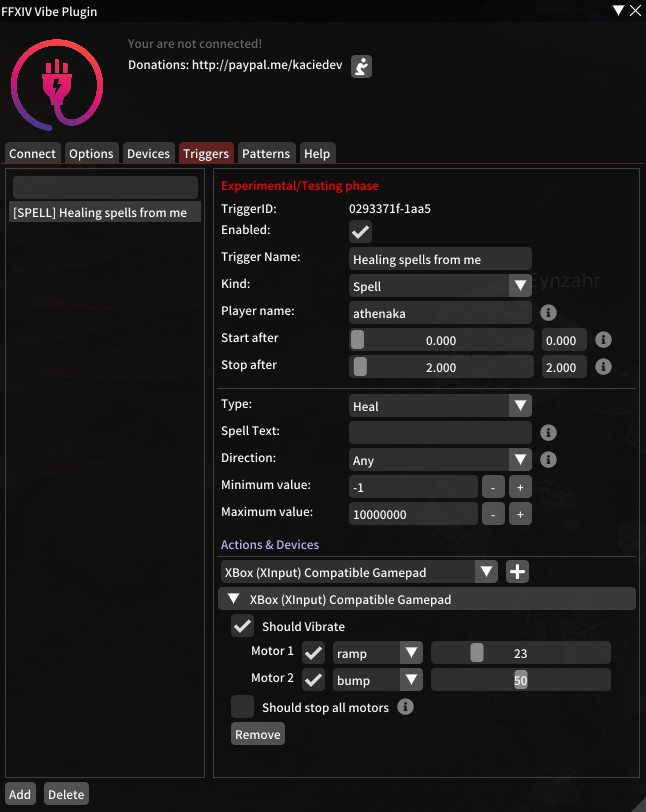 FFXIV Vibe Plugin
Your are not connected!
Donations: http://paypal.me/kaciedev
Connect Options Devices Triggers Patterns Help
[SPELL] Healing spells from me
Experimental/Testing phase
TriggerID: 0293371f-1aa5
Enabled:
Trigger Name: Healing spells from me
Kind: Spell
Eynzahr
Player name: athenaka
Start after 0.000 0.000
Stop after 2.000 2.000
Type: Heal
Spell Text:
Direction: Any
Minimum value: -1 - +
Maximum value: 10000000 - +
Actions & Devices
XBox (XInput) Compatible Gamepad
XBox (XInput) Compatible Gamepad
Should Vibrate
Motor 1 ramp 23
Motor 2 bump 50
Should stop all motors
Remove
Add Delete